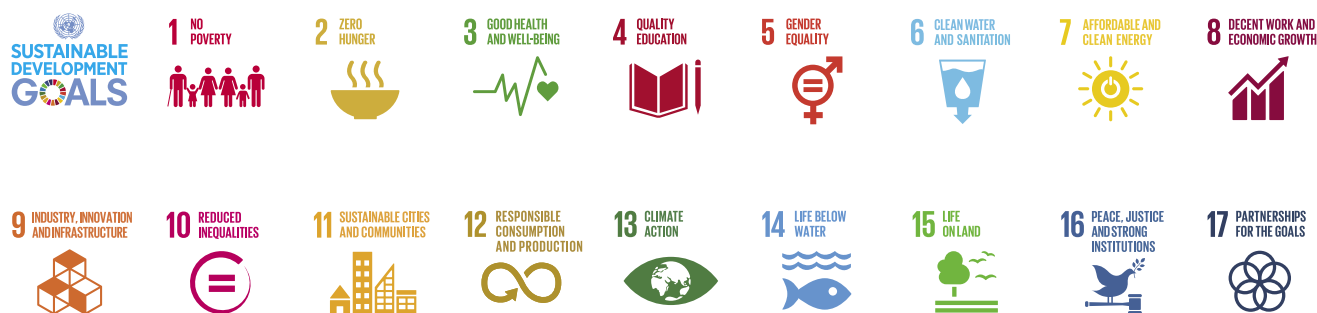 SUSTAINABLE
DEVELOPMENT
GOALS
1 NO
POVERTY
2 ZERO
HUNGER
3 GOOD HEALTH
AND WELL-BEING
4 QUALITY
EDUCATION
5 GENDER
EQUALITY
6 CLEAN WATER
AND SANITATION
7 AFFORDABLE AND
CLEAN ENERGY
8 DECENT WORK AND
ECONOMIC GROWTH
9 INDUSTRY, INNOVATION
AND INFRASTRUCTURE
10 REDUCED
INEQUALITIES
11 SUSTAINABLE CITIES
AND COMMUNITIES
12 RESPONSIBLE
CONSUMPTION
AND PRODUCTION
13 CLIMATE
ACTION
14 LIFE BELOW
WATER
15 LIFE
ON LAND
16 PEACE, JUSTICE
AND STRONG
INSTITUTIONS
17 PARTNERSHIPS
FOR THE GOALS